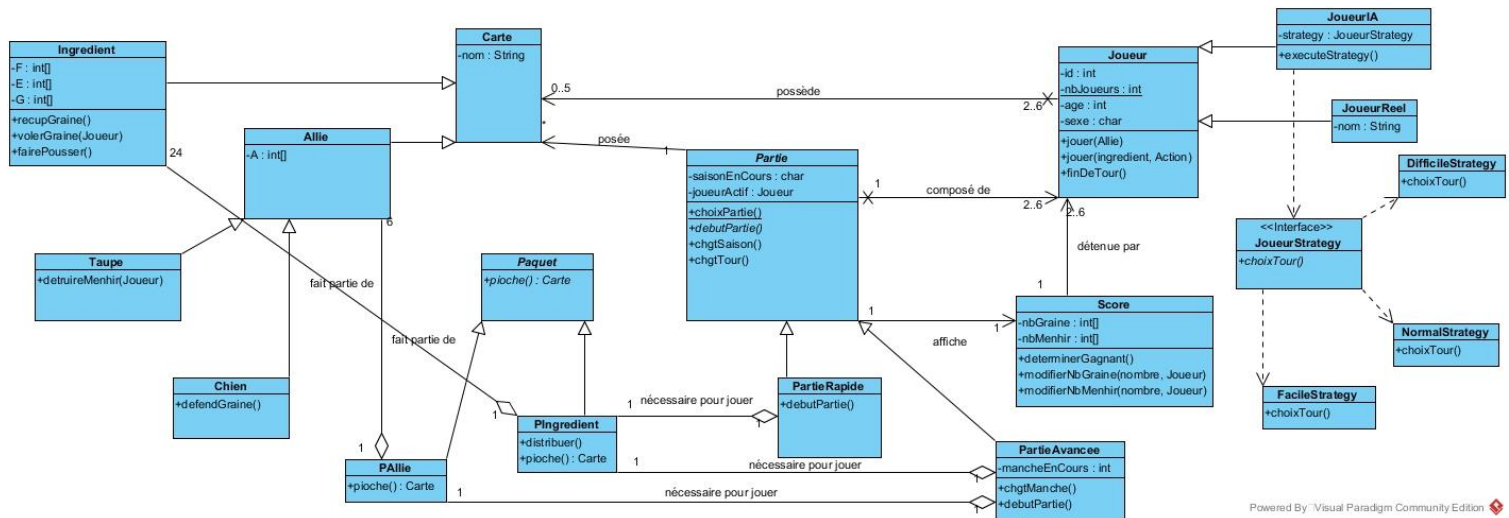 Ingredient
-F : int[]
-E : int[]
-G : int[]
+recupGraine()
+volerGraine(Joueur)
+fairePousser()
24
Carte
-nom : String
0..5
*
possède
2..6
posée
1
Joueur
-id : int
-nbJoueurs : int
-age : int
-sexe : char
+jouer(Allie)
+jouer(ingredient, Action)
+finDeTour()
JoueurIA
-strategy : JoueurStrategy
+executeStrategy()
JoueurReel
-nom : String
Allie
-A : int[]
6
Partie
-saisonEnCours : char
-joueurActif : Joueur
+choixPartie()
+debutPartie()
+chgtSaison()
+chgtTour()
1
composé de
2..6
2..6
détenue par
1
DifficileStrategy
+choixTour()
<<Interface>>
JoueurStrategy
+choixTour()
Taupe
+detruireMenhir(Joueur)
fait partie de
Paquet
+pioche() : Carte
1
1
affiche
Score
-nbGraine : int[]
-nbMenhir : int[]
+determinerGagnant()
+modifierNbGraine(nombre, Joueur)
+modifierNbMenhir(nombre, Joueur)
NormalStrategy
+choixTour()
fait partie de
Chien
+defendGraine()
FacileStrategy
+choixTour()
PartieRapide
+debutPartie()
1
nécessaire pour jouer
1
1
PIngredient
+distribuer()
+pioche() : Carte
1
nécessaire pour jouer
1
PartieAvancee
-mancheEnCours : int
+chgtManche()
+debutPartie()
1
PAllie
+pioche() : Carte
1
nécessaire pour jouer
1
Powered By Visual Paradigm Community Edition